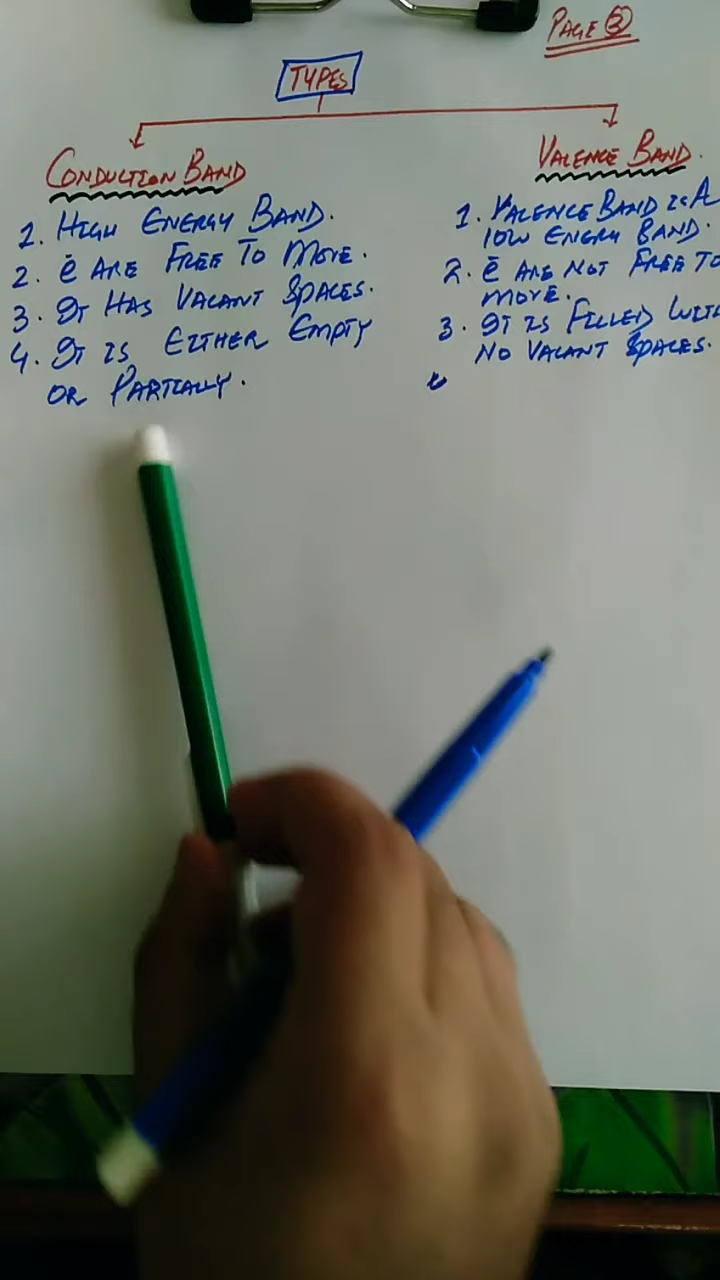 PAGE 3
TYPES
CONDUCTION BAND
1. HIGH ENERGY BAND.
2. ē ARE FREE TO MOVE.
3. IT HAS VACANT SPACES.
4. IT IS EITHER EMPTY
OR PARTIALLY.
VALENCE BAND.
1. VALENCE BAND IS A
LOW ENERGY BAND.
2. ē ARE NOT FREE TO
MOVE.
3. IT IS FILLED WITH
NO VACANT SPACES.